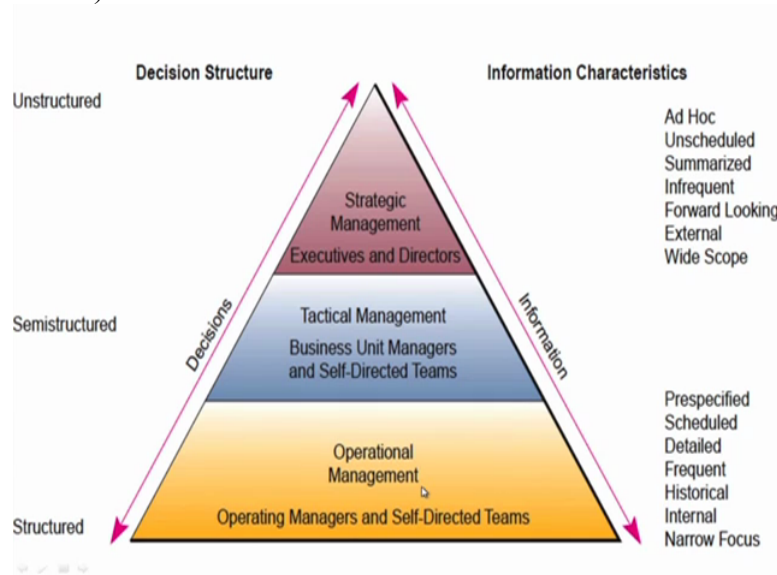 Decision Structure
Information Characteristics
Unstructured
Ad Hoc
Unscheduled
Summarized
Infrequent
Forward Looking
External
Wide Scope
Strategic
Management
Executives and Directors
Decisions
Information
Semistructured
Tactical Management
Business Unit Managers
and Self-Directed Teams
Prespecified
Scheduled
Detailed
Frequent
Historical
Internal
Narrow Focus
Operational
Management
Operating Managers and Self-Directed Teams
Structured